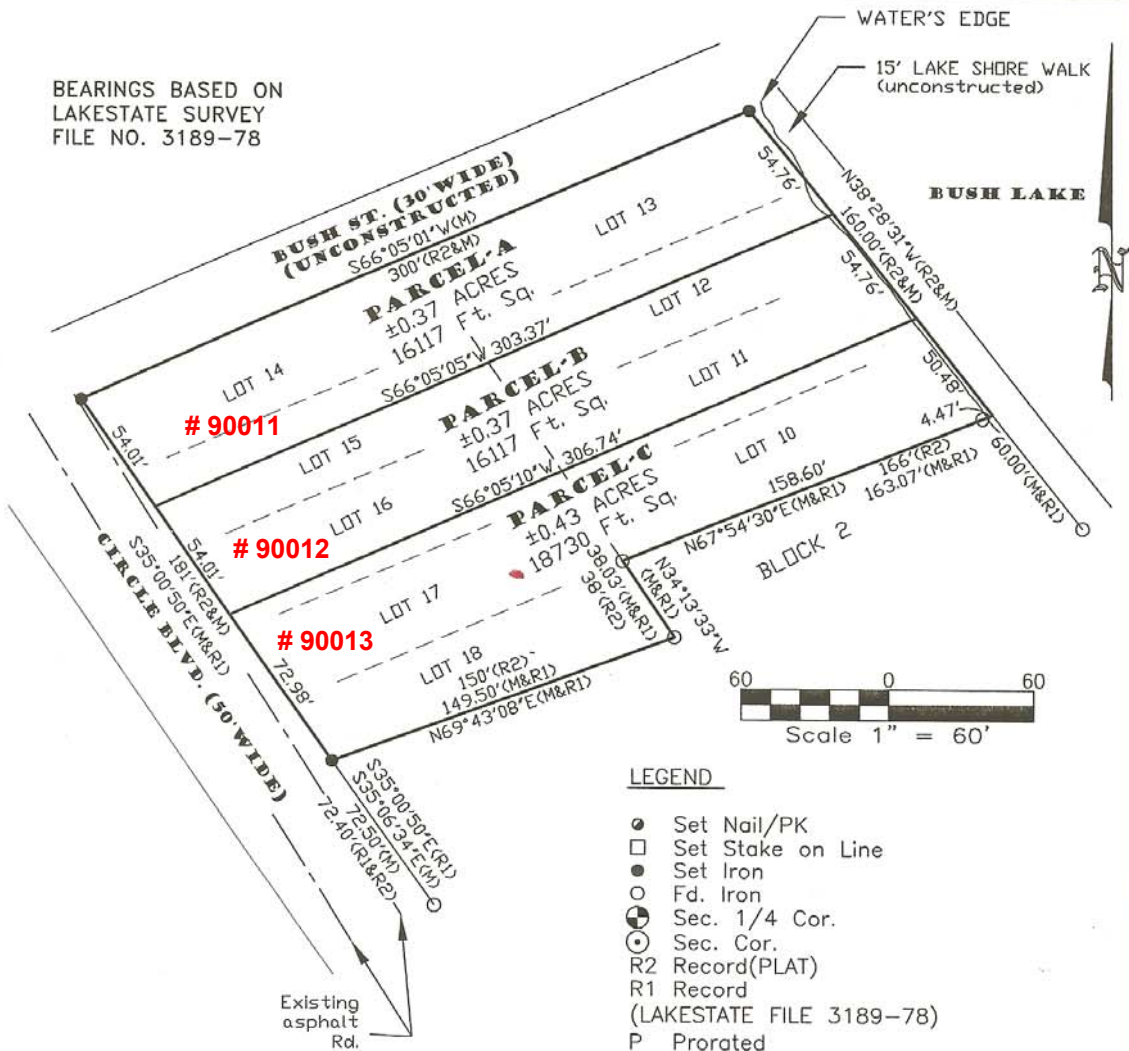 WATER'S EDGE
15' LAKE SHORE WALK
(unconstructed)
BEARINGS BASED ON
LAKESTATE SURVEY
FILE NO. 3189-78
BUSH LAKE
N38°28'31"W(R2&M)
160.00'(R2&M)
54.76'
54.76'
50.48'
4.47'
60.00'(M&R1)
N
BUSH ST. (30'WIDE)
(UNCONSTRUCTED)
S66°05'01"W(M)
300'(R2&M)
PARCEL-A
±0.37 ACRES
16117 Ft. Sq.
LOT 13
LOT 14
# 90011
S66°05'05"W 303.37'
LOT 12
PARCEL-B
±0.37 ACRES
16117 Ft. Sq.
LOT 11
LOT 15
LOT 16
# 90012
S66°05'10"W 306.74'
PARCEL-C
±0.43 ACRES
18730 Ft. Sq.
LOT 10
LOT 17
# 90013
LOT 18
158.60'
166'(R2)
163.07'(M&R1)
N67°54'30"E(M&R1)
BLOCK 2
N34°13'33"W
(M&R1)
38.03'(M&R1)
38'(R2)
150'(R2)
149.50'(M&R1)
N69°43'08"E(M&R1)
54.01'
54.01'
72.98'
181'(R2&M)
S35°00'50"E(M&R1)
CIRCLE BLVD. (50'WIDE)
S35°00'50"E(R1)
S35°06'34"E(M)
72.50'(M)
72.40'(R1&R2)
Existing
asphalt
Rd.
60 0 60
Scale 1" = 60'
LEGEND
Set Nail/PK
Set Stake on Line
Set Iron
Fd. Iron
Sec. 1/4 Cor.
Sec. Cor.
R2 Record(PLAT)
R1 Record
(LAKESTATE FILE 3189-78)
P Prorated